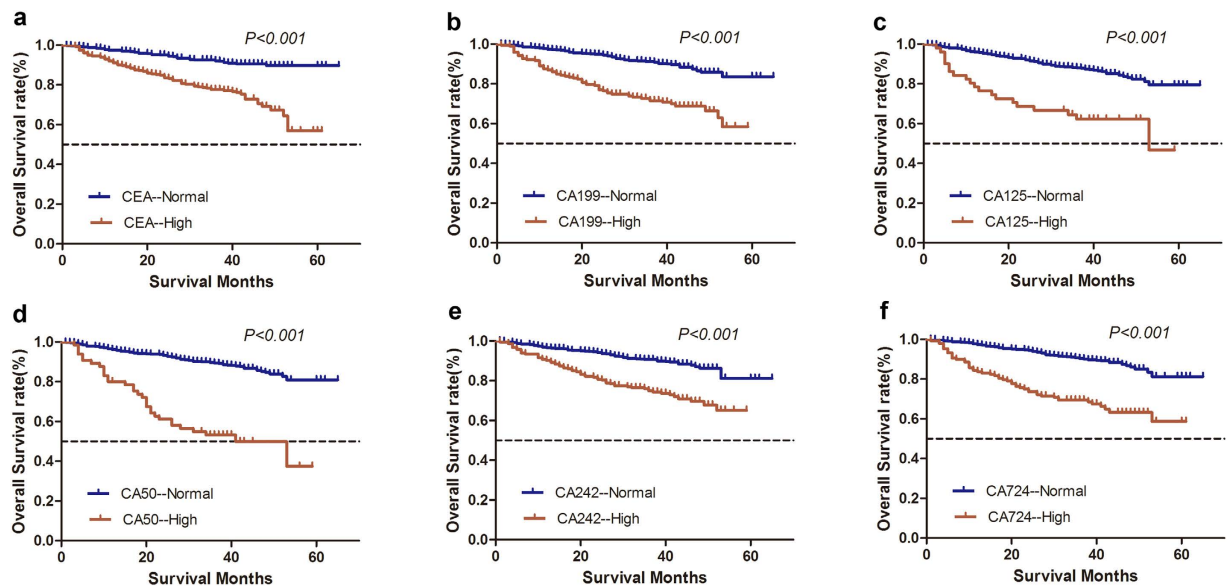 a
P<0.001
Overall Survival rate(%)
1.0
0.8
0.6
0.4
0.2
0.0
CEA--Normal
CEA--High
0 20 40 60
Survival Months
b
P<0.001
Overall Survival rate(%)
1.0
0.8
0.6
0.4
0.2
0.0
CA199--Normal
CA199--High
0 20 40 60
Survival Months
c
P<0.001
Overall Survival rate(%)
1.0
0.8
0.6
0.4
0.2
0.0
CA125--Normal
CA125--High
0 20 40 60
Survival Months
d
P<0.001
Overall Survival rate(%)
1.0
0.8
0.6
0.4
0.2
0.0
CA50--Normal
CA50--High
0 20 40 60
Survival Months
e
P<0.001
Overall Survival rate(%)
1.0
0.8
0.6
0.4
0.2
0.0
CA242--Normal
CA242--High
0 20 40 60
Survival Months
f
P<0.001
Overall Survival rate(%)
1.0
0.8
0.6
0.4
0.2
0.0
CA724--Normal
CA724--High
0 20 40 60
Survival Months